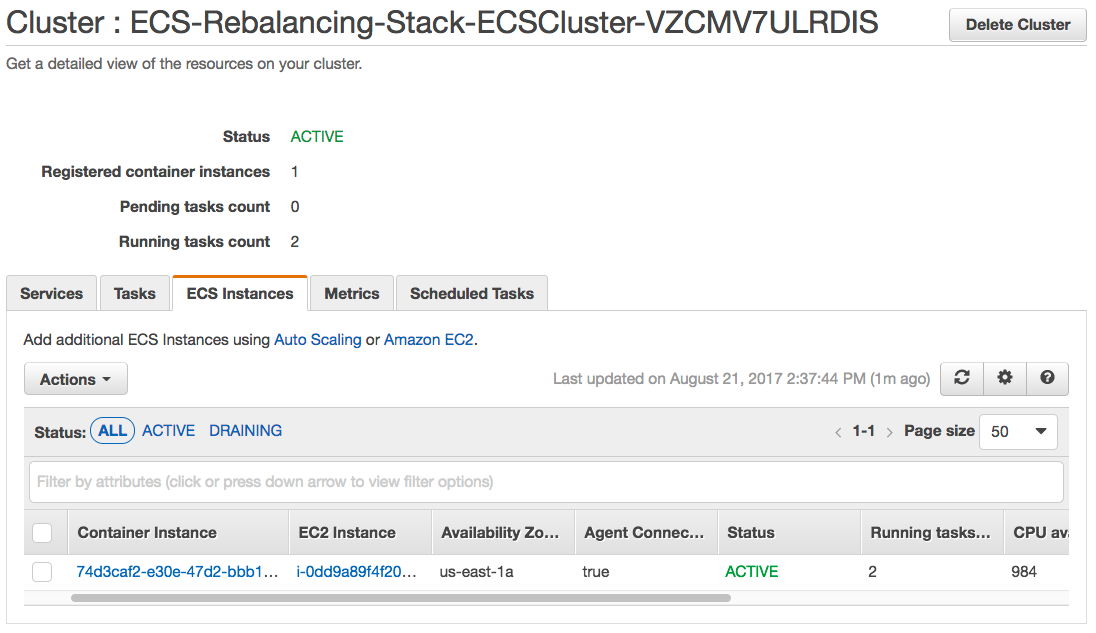 Cluster : ECS-Rebalancing-Stack-ECSCluster-VZCMV7ULRDIS
Delete Cluster
Get a detailed view of the resources on your cluster.
Status ACTIVE
Registered container instances 1
Pending tasks count 0
Running tasks count 2
Services Tasks ECS Instances Metrics Scheduled Tasks
Add additional ECS Instances using Auto Scaling or Amazon EC2.
Actions Last updated on August 21, 2017 2:37:44 PM (1m ago)
Status: ALL ACTIVE DRAINING < 1-1 > Page size 50
Filter by attributes (click or press down arrow to view filter options)
Container Instance EC2 Instance Availability Zo... Agent Connec... Status Running tasks... CPU ava
74d3caf2-e30e-47d2-bbb1... i-0dd9a89f4f20... us-east-1a true ACTIVE 2 984